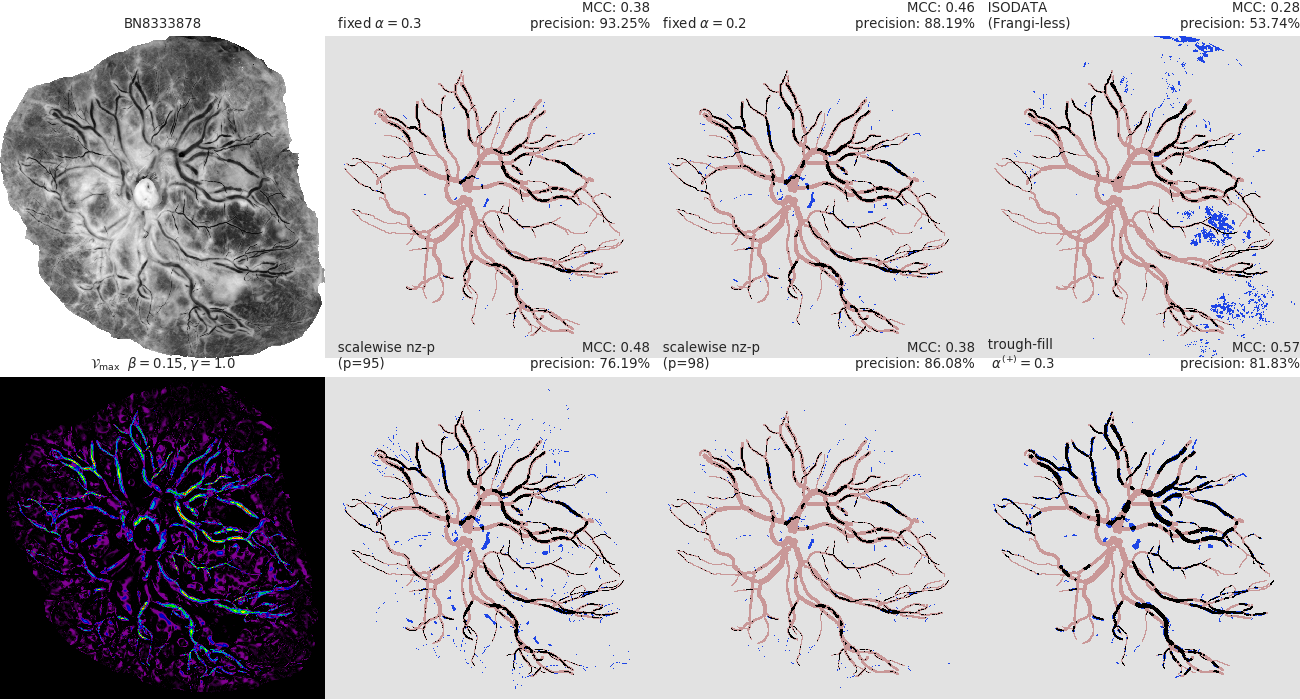 BN8333878
fixed α = 0.3
MCC: 0.38
precision: 93.25%
fixed α = 0.2
MCC: 0.46
precision: 88.19%
ISODATA
(Frangi-less)
MCC: 0.28
precision: 53.74%
𝒱max β = 0.15, γ = 1.0
scalewise nz-p
(p=95)
MCC: 0.48
precision: 76.19%
scalewise nz-p
(p=98)
MCC: 0.38
precision: 86.08%
trough-fill
α(+) = 0.3
MCC: 0.57
precision: 81.83%